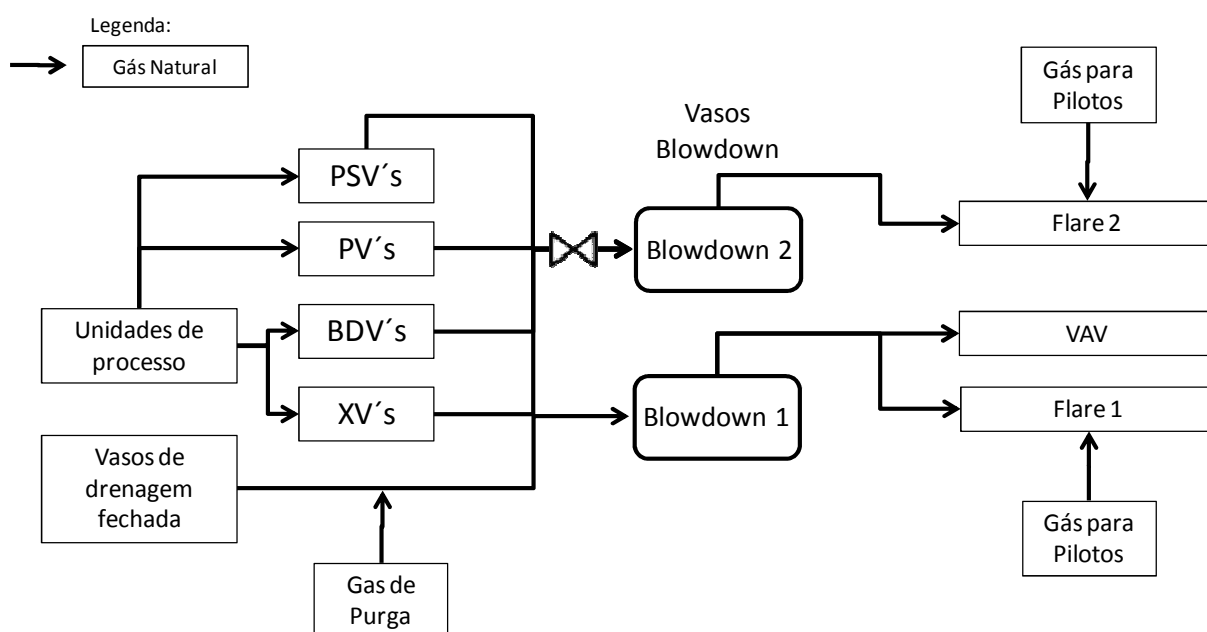 Legenda:
Gás Natural
Gás para
Pilotos
Vasos
Blowdown
PSV´s
PV´s
Blowdown 2
Flare 2
Unidades de
processo
BDV´s
VAV
XV´s
Blowdown 1
Flare 1
Vasos de
drenagem
fechada
Gás para
Pilotos
Gas de
Purga